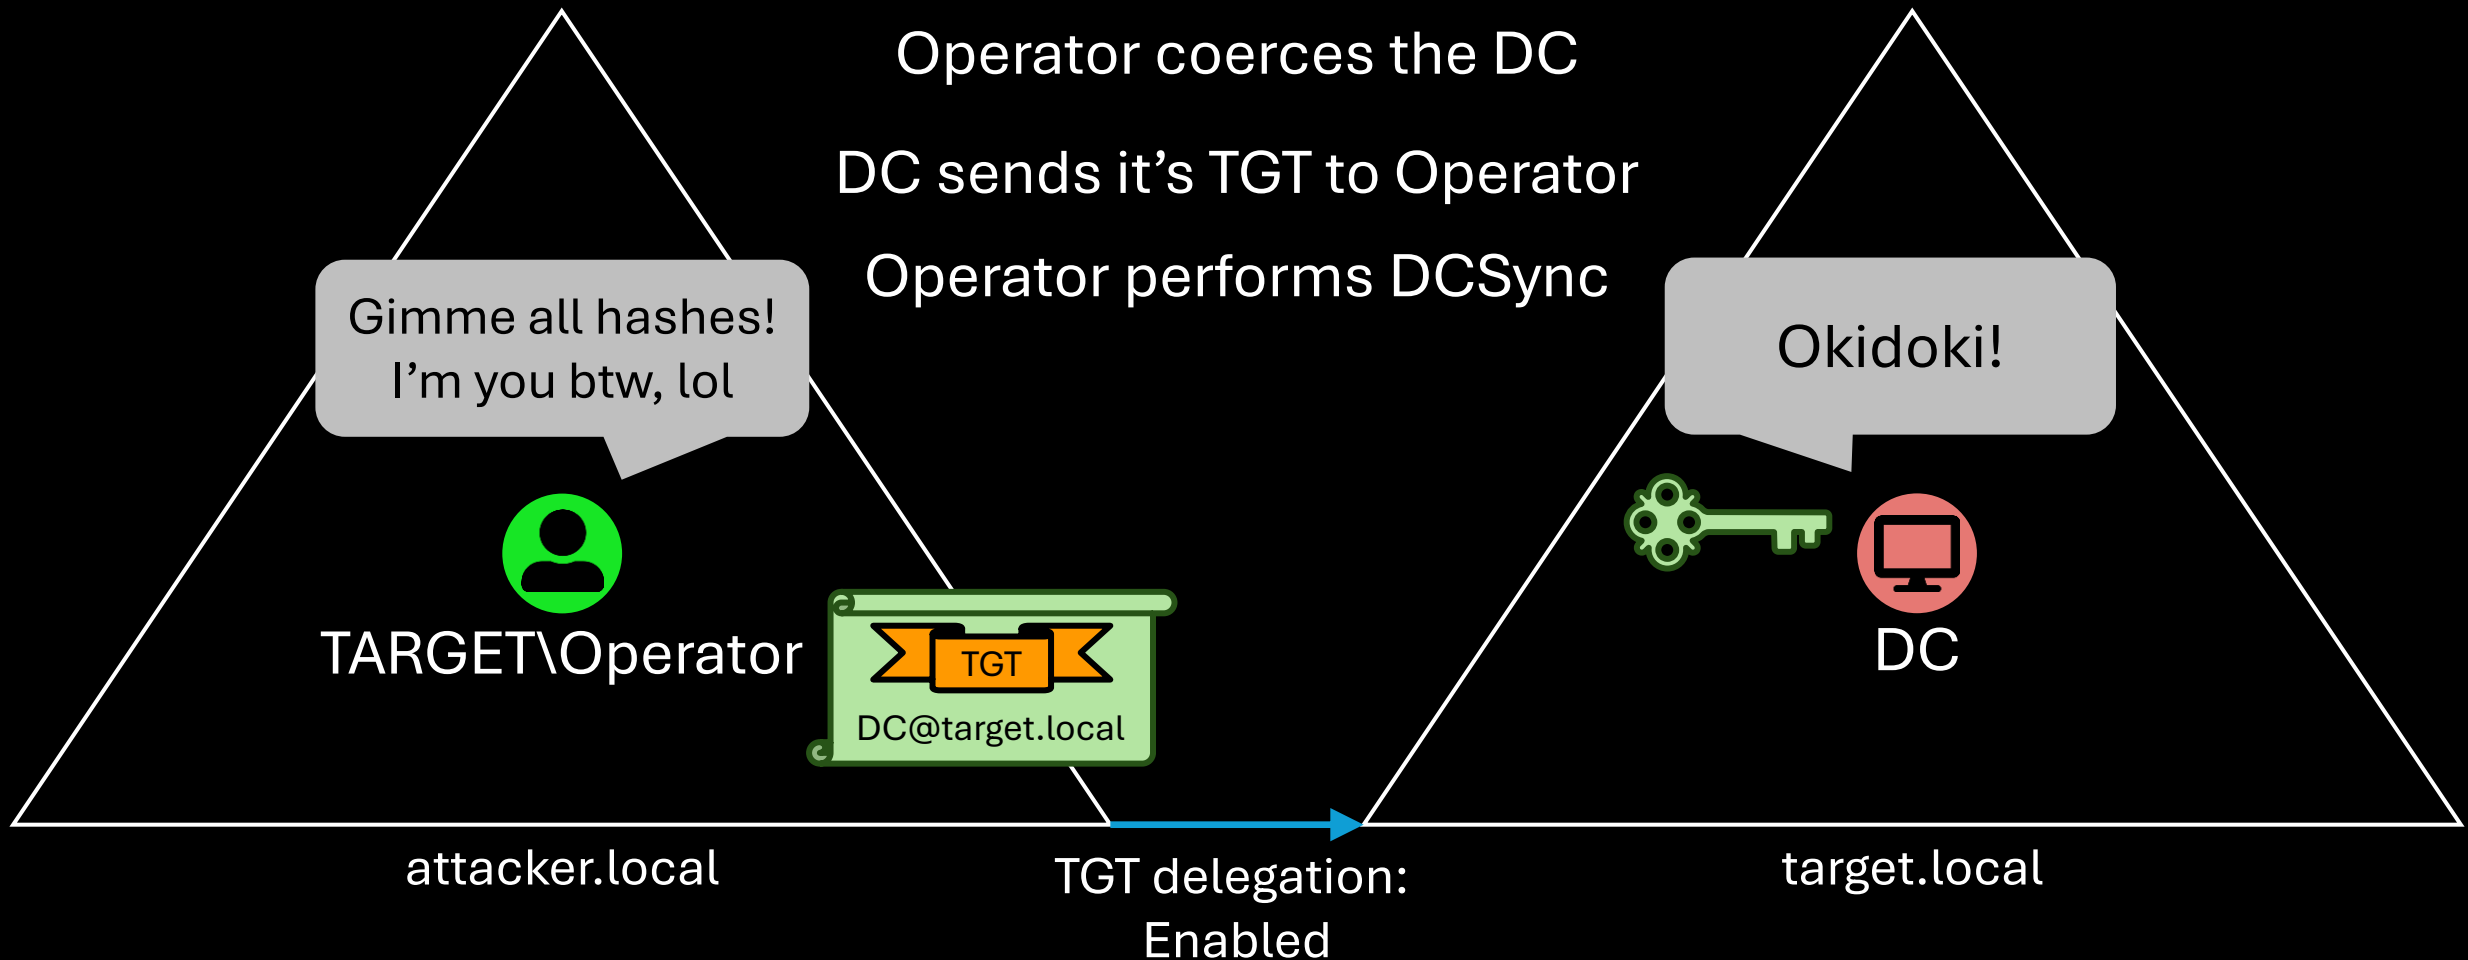 Operator coerces the DC
DC sends it’s TGT to Operator
Operator performs DCSync
Gimme all hashes!
I’m you btw, lol
Okidoki!
TARGET\Operator
TGT
DC@target.local
DC
attacker.local
TGT delegation:
Enabled
target.local